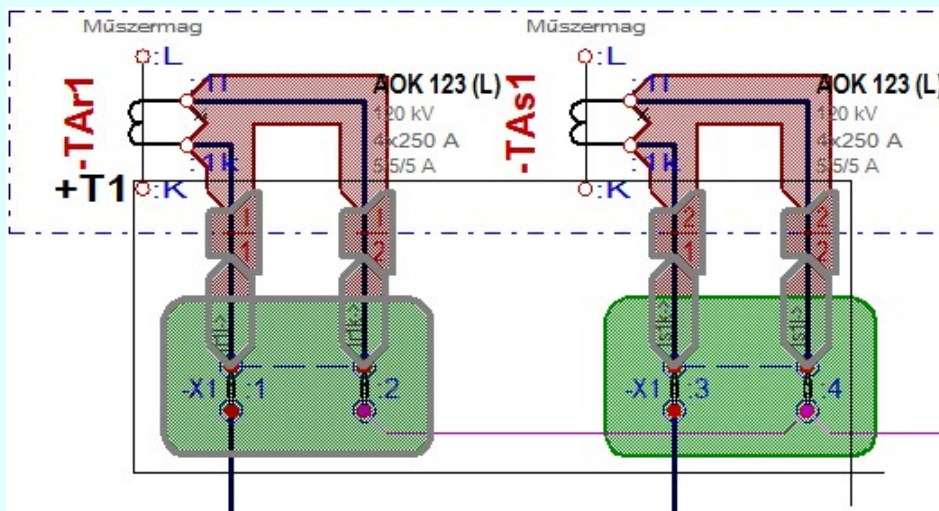 Műszermag
Műszermag
:L
:L
:1l
:1l
AOK 123 (L)
AOK 123 (L)
120 kV
120 kV
4x250 A
4x250 A
5/5/5 A
5/5/5 A
-TAr1
-TAs1
:1k
:1k
+T1
:K
:K
1
1
2
2
1
2
1
2
-X1
:1
:2
-X1
:3
:4